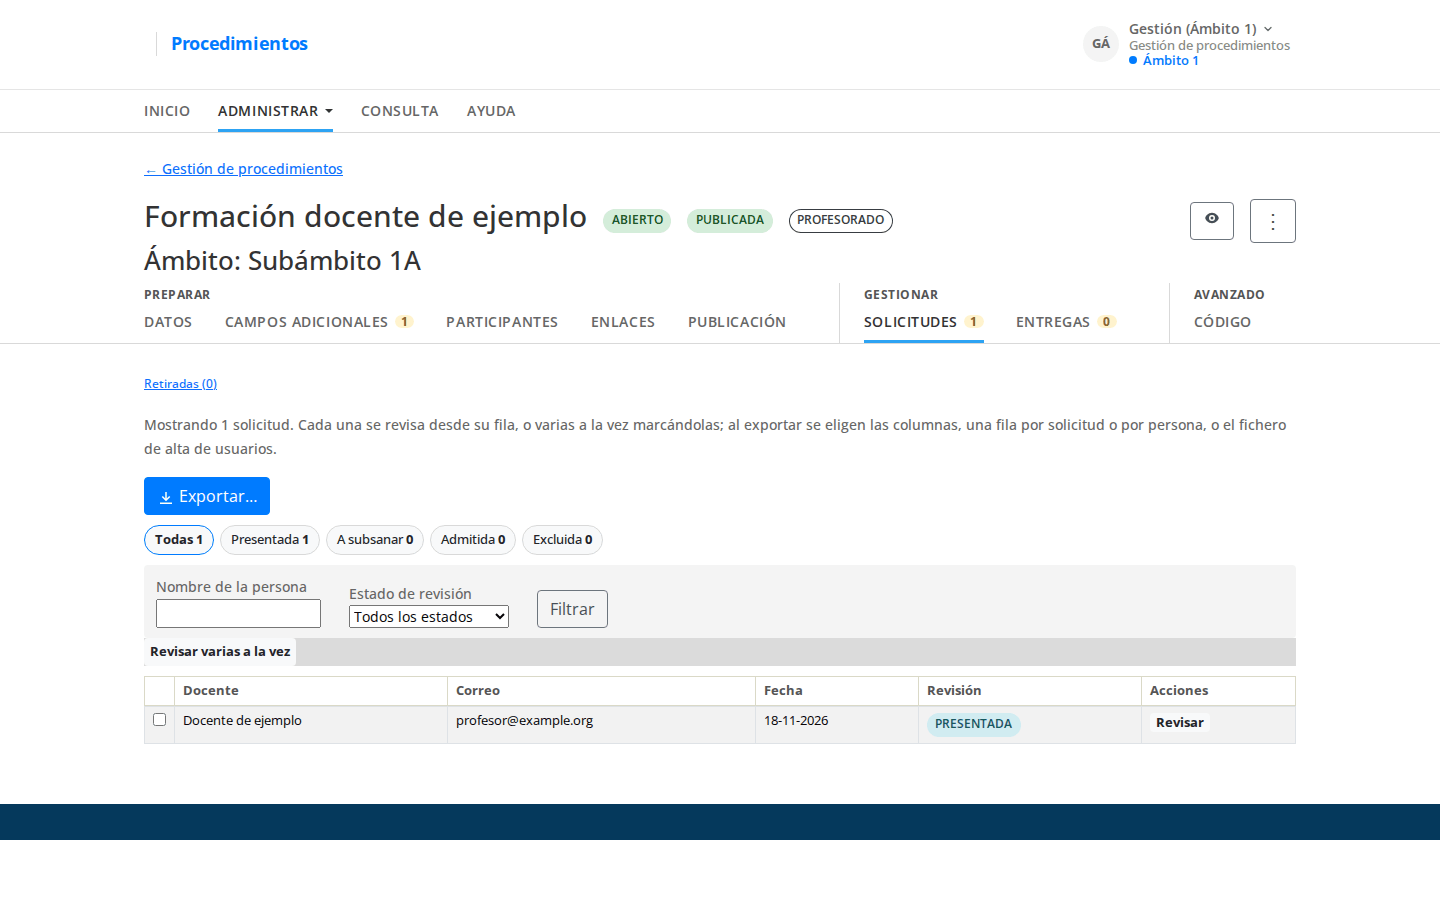 Procedimientos
GÁ
Gestión (Ámbito 1)
Gestión de procedimientos
Ámbito 1
INICIO ADMINISTRAR CONSULTA AYUDA
← Gestión de procedimientos
Formación docente de ejemplo ABIERTO PUBLICADA PROFESORADO
Ámbito: Subámbito 1A
PREPARAR GESTIONAR AVANZADO
DATOS CAMPOS ADICIONALES 1 PARTICIPANTES ENLACES PUBLICACIÓN SOLICITUDES 1 ENTREGAS 0 CÓDIGO
Retiradas (0)
Mostrando 1 solicitud. Cada una se revisa desde su fila, o varias a la vez marcándolas; al exportar se eligen las columnas, una fila por solicitud o por persona, o el fichero
de alta de usuarios.
Exportar...
Todas 1 Presentada 1 A subsanar 0 Admitida 0 Excluida 0
Nombre de la persona Estado de revisión
Todos los estados Filtrar
Revisar varias a la vez
Docente Correo Fecha Revisión Acciones
Docente de ejemplo profesor@example.org 18-11-2026 PRESENTADA Revisar